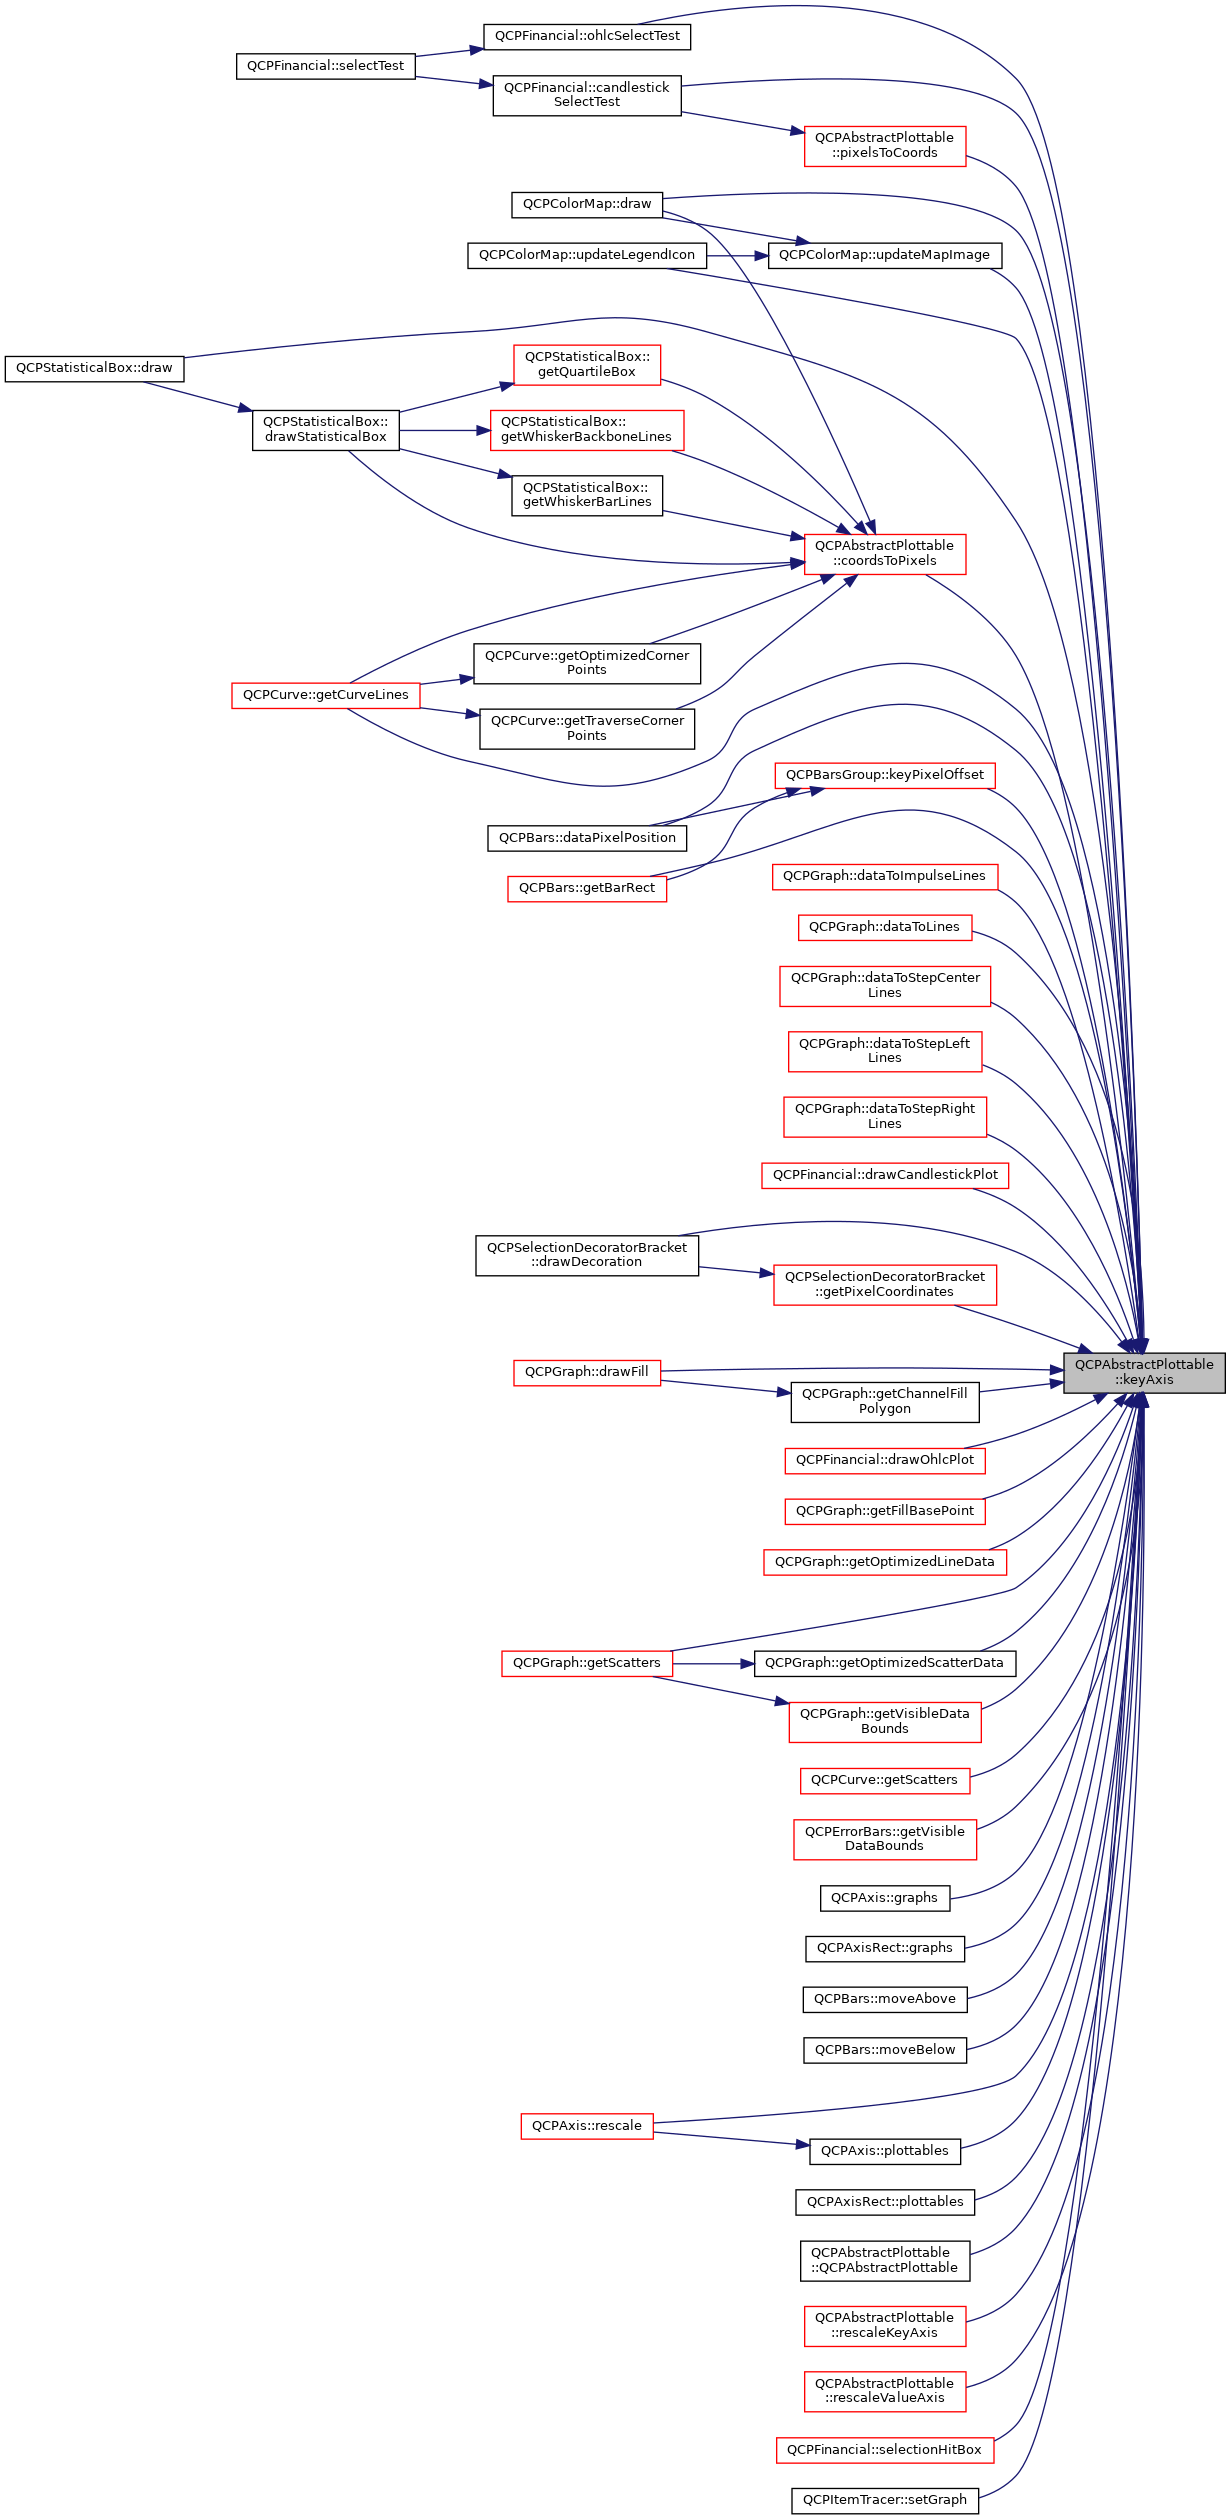 QCPFinancial::ohlcSelectTest
QCPFinancial::selectTest
QCPFinancial::candlestick
SelectTest
QCPAbstractPlottable
::pixelsToCoords
QCPColorMap::draw
QCPColorMap::updateLegendIcon
QCPColorMap::updateMapImage
QCPStatisticalBox::draw
QCPStatisticalBox::
getQuartileBox
QCPStatisticalBox::
drawStatisticalBox
QCPStatisticalBox::
getWhiskerBackboneLines
QCPStatisticalBox::
getWhiskerBarLines
QCPAbstractPlottable
::coordsToPixels
QCPCurve::getOptimizedCorner
Points
QCPCurve::getCurveLines
QCPCurve::getTraverseCorner
Points
QCPBarsGroup::keyPixelOffset
QCPBars::dataPixelPosition
QCPBars::getBarRect
QCPGraph::dataToImpulseLines
QCPGraph::dataToLines
QCPGraph::dataToStepCenter
Lines
QCPGraph::dataToStepLeft
Lines
QCPGraph::dataToStepRight
Lines
QCPFinancial::drawCandlestickPlot
QCPSelectionDecoratorBracket
::drawDecoration
QCPSelectionDecoratorBracket
::getPixelCoordinates
QCPAbstractPlottable
::keyAxis
QCPGraph::drawFill
QCPGraph::getChannelFill
Polygon
QCPFinancial::drawOhlcPlot
QCPGraph::getFillBasePoint
QCPGraph::getOptimizedLineData
QCPGraph::getScatters
QCPGraph::getOptimizedScatterData
QCPGraph::getVisibleData
Bounds
QCPCurve::getScatters
QCPErrorBars::getVisible
DataBounds
QCPAxis::graphs
QCPAxisRect::graphs
QCPBars::moveAbove
QCPBars::moveBelow
QCPAxis::rescale
QCPAxis::plottables
QCPAxisRect::plottables
QCPAbstractPlottable
::QCPAbstractPlottable
QCPAbstractPlottable
::rescaleKeyAxis
QCPAbstractPlottable
::rescaleValueAxis
QCPFinancial::selectionHitBox
QCPItemTracer::setGraph